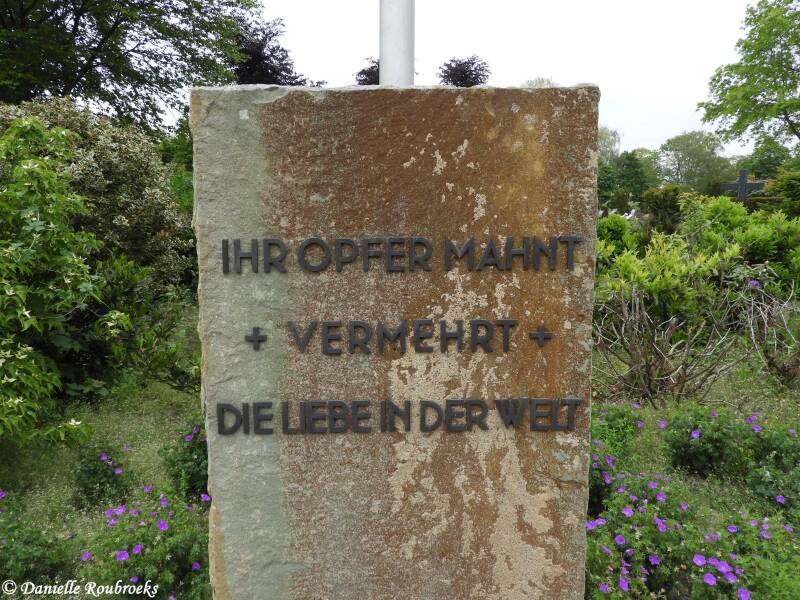 IHR OPFER MAHNT
+ VERMEHRT +
DIE LIEBE IN DER WELT
© Danielle Roubroeks